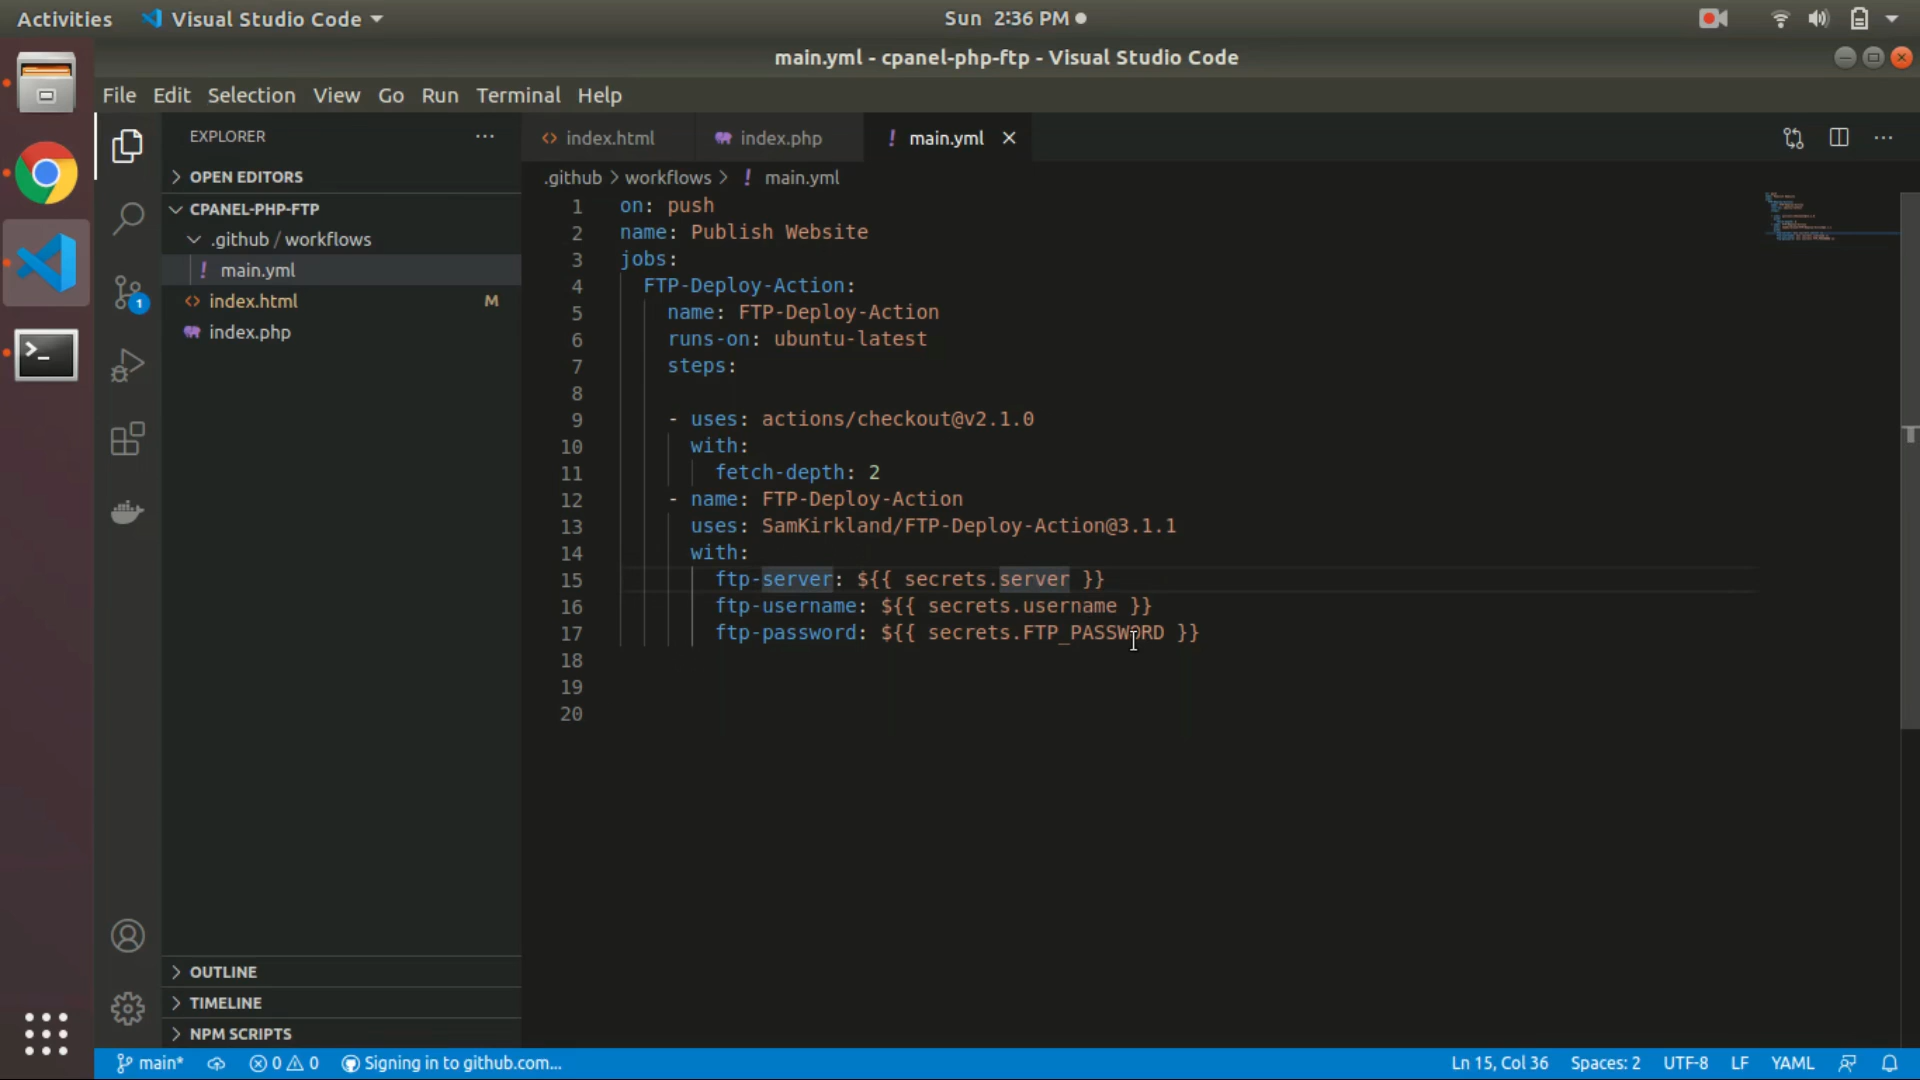 Activities
Visual Studio Code
Sun 2:36 PM
main.yml - cpanel-php-ftp - Visual Studio Code
File Edit Selection View Go Run Terminal Help
EXPLORER
OPEN EDITORS
CPANEL-PHP-FTP
.github / workflows
main.yml
index.html M
index.php
1
OUTLINE
TIMELINE
NPM SCRIPTS
index.html
index.php
main.yml
.github > workflows > ! main.yml
1 on: push
2 name: Publish Website
3 jobs:
4 FTP-Deploy-Action:
5 name: FTP-Deploy-Action
6 runs-on: ubuntu-latest
7 steps:
8
9 - uses: actions/checkout@v2.1.0
10 with:
11 fetch-depth: 2
12 - name: FTP-Deploy-Action
13 uses: SamKirkland/FTP-Deploy-Action@3.1.1
14 with:
15 ftp-server: ${{ secrets.server }}
16 ftp-username: ${{ secrets.username }}
17 ftp-password: ${{ secrets.FTP_PASSWORD }}
18
19
20
main* 0 0 Signing in to github.com... Ln 15, Col 36 Spaces: 2 UTF-8 LF YAML